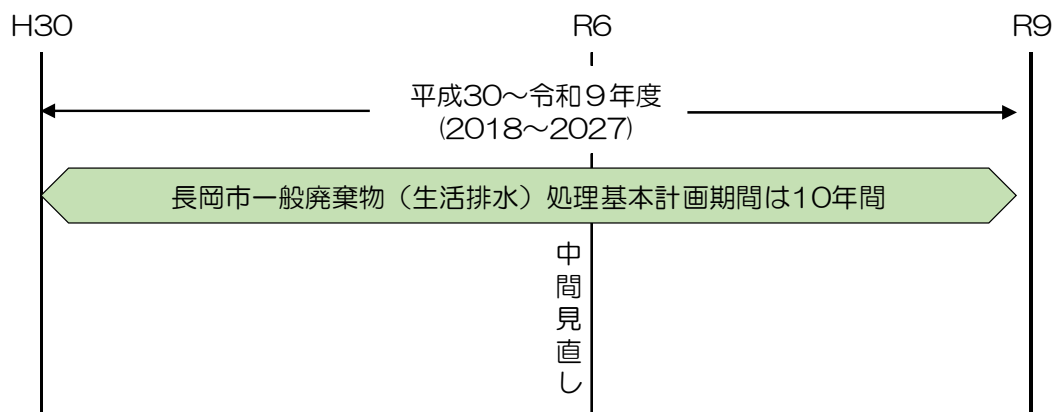 H30
R6
R9
平成30～令和９年度
(2018～2027)
長岡市一般廃棄物（生活排水）処理基本計画期間は10年間
中間見直し